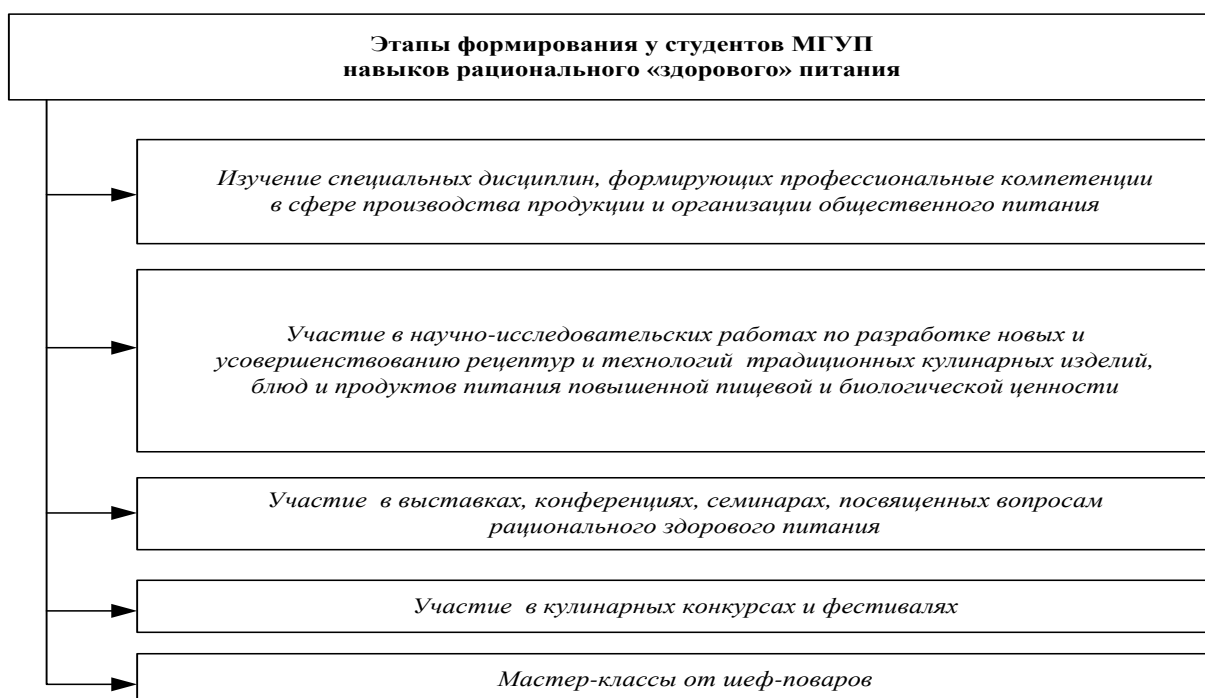 Этапы формирования у студентов МГУП
навыков рационального «здорового» питания
Изучение специальных дисциплин, формирующих профессиональные компетенции
в сфере производства продукции и организации общественного питания
Участие в научно-исследовательских работах по разработке новых и
усовершенствованию рецептур и технологий традиционных кулинарных изделий,
блюд и продуктов питания повышенной пищевой и биологической ценности
Участие в выставках, конференциях, семинарах, посвященных вопросам
рационального здорового питания
Участие в кулинарных конкурсах и фестивалях
Мастер-классы от шеф-поваров